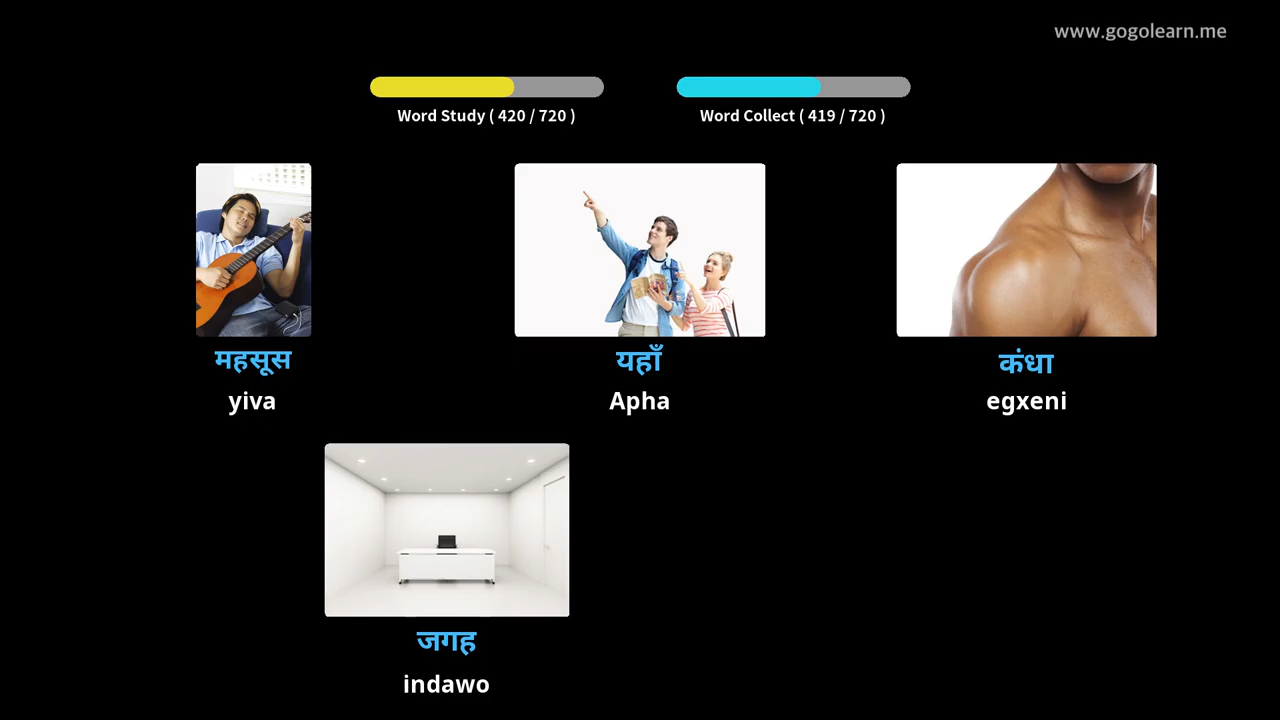 www.gogolearn.me
Word Study ( 420 / 720 )
Word Collect ( 419 / 720 )
महसूस
yiva
यहाँ
Apha
कंधा
egxeni
जगह
indawo